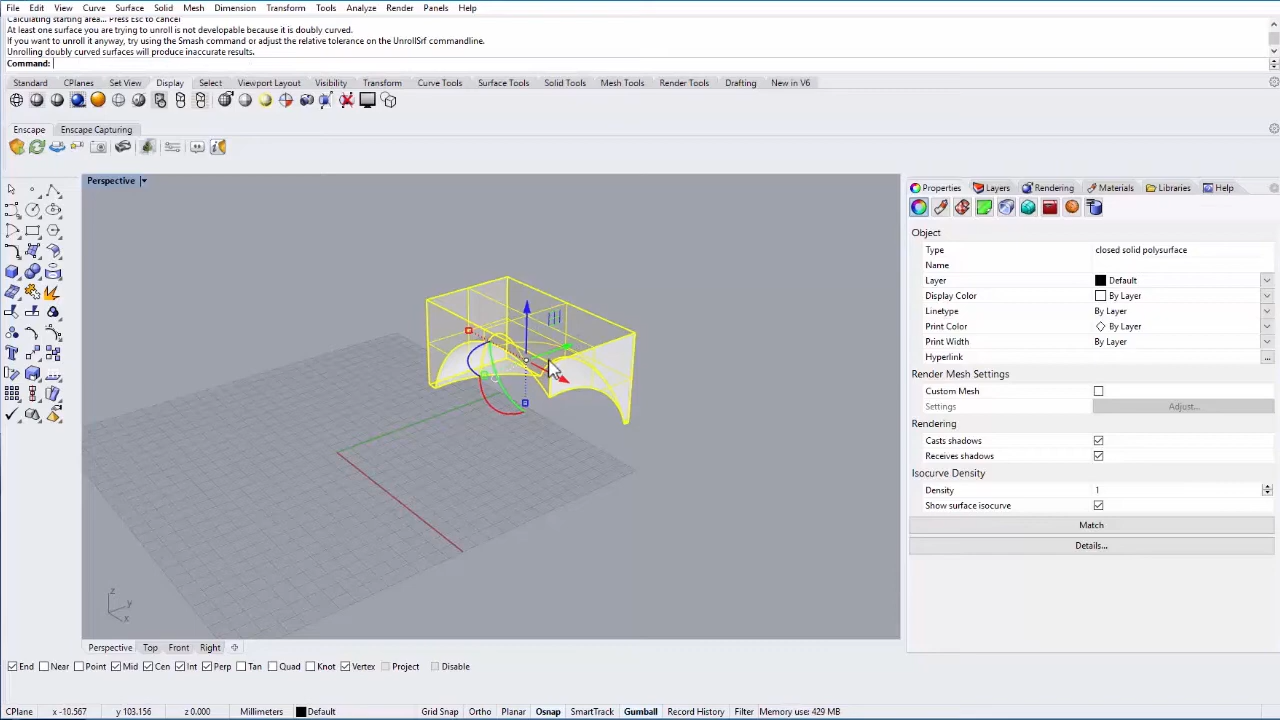 File Edit View Curve Surface Solid Mesh Dimension Transform Tools Analyze Render Panels Help
Calculating starting area... Press Esc to cancel
At least one surface you are trying to unroll is not developable because it is doubly curved.
If you want to unroll it anyway, try using the Smash command or adjust the relative tolerance on the UnrollSrf commandline.
Unrolling doubly curved surfaces will produce inaccurate results.
Command:
Standard CPlanes Set View Display Select Viewport Layout Visibility Transform Curve Tools Surface Tools Solid Tools Mesh Tools Render Tools Drafting New in V6
Enscape Enscape Capturing
Perspective
Properties Layers Rendering Materials Libraries Help
Object
Type closed solid polysurface
Name
Layer Default
Display Color By Layer
Linetype By Layer
Print Color By Layer
Print Width By Layer
Hyperlink ...
Render Mesh Settings
Custom Mesh
Settings Adjust...
Rendering
Casts shadows
Receives shadows
Isocurve Density
Density 1
Show surface isocurve
Match
Details...
z
y
x
Perspective Top Front Right
End Near Point Mid Cen Int Perp Tan Quad Knot Vertex Project Disable
CPlane x -10.567 y 103.156 z 0.000 Millimeters Default Grid Snap Ortho Planar Osnap SmartTrack Gumball Record History Filter Memory use: 429 MB